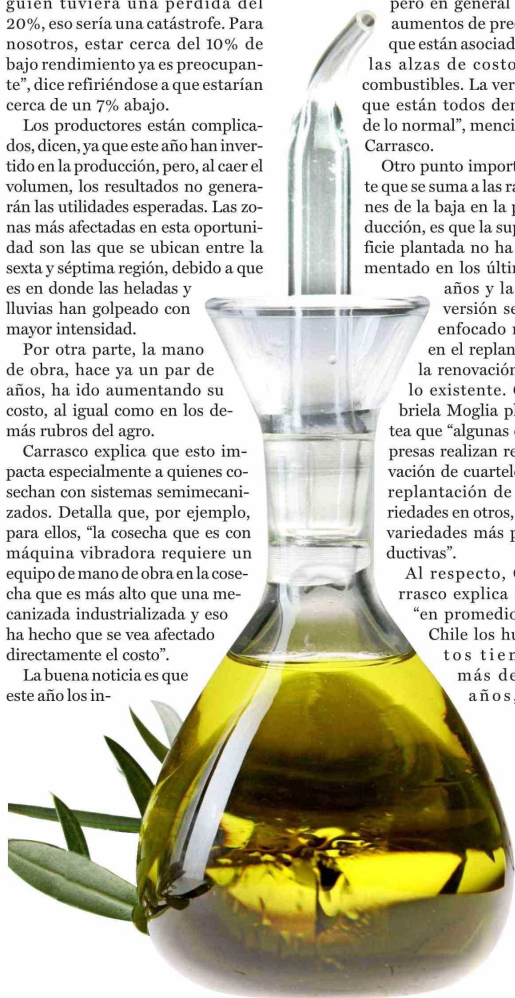 guien tuviera una pérdida del
20%, eso sería una catástrofe. Para
nosotros, estar cerca del 10% de
bajo rendimiento ya es preocupan-
te”, dice refiriéndose a que estarían
cerca de un 7% abajo.
Los productores están complica-
dos, dicen, ya que este año han inver-
tido en la producción, pero, al caer el
volumen, los resultados no genera-
rán las utilidades esperadas. Las zo-
nas más afectadas en esta oportuni-
dad son las que se ubican entre la
sexta y séptima región, debido a que
es en donde las heladas y
lluvias han golpeado con
mayor intensidad.
Por otra parte, la mano
de obra, hace ya un par de
años, ha ido aumentando su
costo, al igual como en los de-
más rubros del agro.
Carrasco explica que esto im-
pacta especialmente a quienes co-
sechan con sistemas semimecani-
zados. Detalla que, por ejemplo,
para ellos, “la cosecha que es con
máquina vibradora requiere un
equipo de mano de obra en la cose-
cha que es más alto que una me-
canizada industrializada y eso
ha hecho que se vea afectado
directamente el costo”.
La buena noticia es que
este año los in-
pero en general
aumentos de pre
que están asociad
las alzas de costo
combustibles. La ver
que están todos den
de lo normal”, menci
Carrasco.
Otro punto import
te que se suma a las ra
nes de la baja en la p
ducción, es que la sup
ficie plantada no ha
mentado en los últin
años y la
versión se
enfocado n
en el replan
la renovación
lo existente. G
briela Moglia pl
tea que “algunas
presas realizan re
vación de cuartel
replantación de
riedades en otros,
variedades más p
ductivas”.
Al respecto, C
rrasco explica
“en promedio
Chile los hu
tos tien
más de
años,